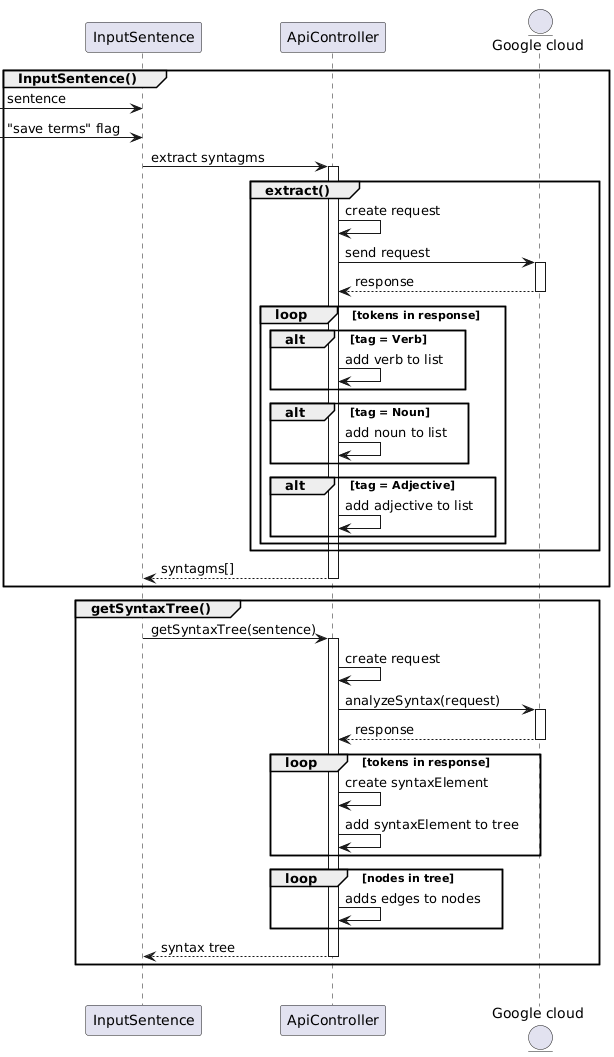 InputSentence
ApiController
Google cloud
InputSentence()
sentence
"save terms" flag
extract syntagms
extract()
create request
send request
response
loop [tokens in response]
alt [tag = Verb]
add verb to list
alt [tag = Noun]
add noun to list
alt [tag = Adjective]
add adjective to list
syntagms[]
getSyntaxTree()
getSyntaxTree(sentence)
create request
analyzeSyntax(request)
response
loop [tokens in response]
create syntaxElement
add syntaxElement to tree
loop [nodes in tree]
adds edges to nodes
syntax tree
InputSentence
ApiController
Google cloud